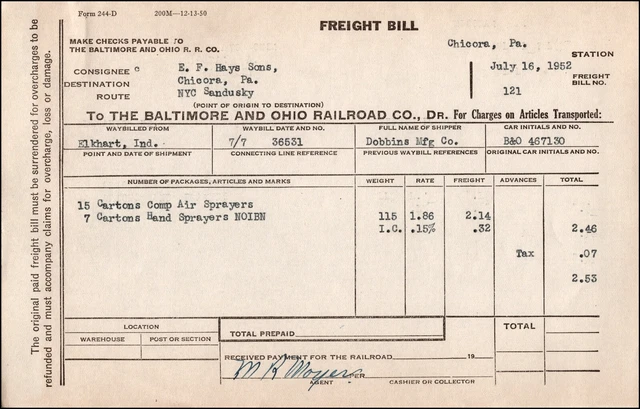 Form 244-D 200M—12-13-50
FREIGHT BILL
MAKE CHECKS PAYABLE TO
THE BALTIMORE AND OHIO R. R. CO.
Chicora, Pa.
STATION
CONSIGNEE E. F. Hays Sons,
July 16, 1952
DESTINATION Chicora, Pa.
FREIGHT BILL NO.
ROUTE NYC Sandusky
121
(POINT OF ORIGIN TO DESTINATION)
TO THE BALTIMORE AND OHIO RAILROAD CO., DR. For Charges on Articles Transported:
WAYBILLED FROM WAYBILL DATE AND NO. FULL NAME OF SHIPPER CAR INITIALS AND NO.
Elkhart, Ind. 7/7 36531 Dobbins Mfg Co. B&O 467130
POINT AND DATE OF SHIPMENT CONNECTING LINE REFERENCE PREVIOUS WAYBILL REFERENCES ORIGINAL CAR INITIALS AND NO.
NUMBER OF PACKAGES, ARTICLES AND MARKS WEIGHT RATE FREIGHT ADVANCES TOTAL
15 Cartons Comp Air Sprayers
7 Cartons Hand Sprayers NOIBN 115 1.86 2.14
I.C. .15% .32 2.46
Tax .07
2.53
LOCATION
WAREHOUSE POST OR SECTION
TOTAL PREPAID
TOTAL
RECEIVED PAYMENT FOR THE RAILROAD 19
AGENT PER CASHIER OR COLLECTOR
The original paid freight bill must be surrendered for overcharges to be
refunded and must accompany claims for overcharge, loss or damage.